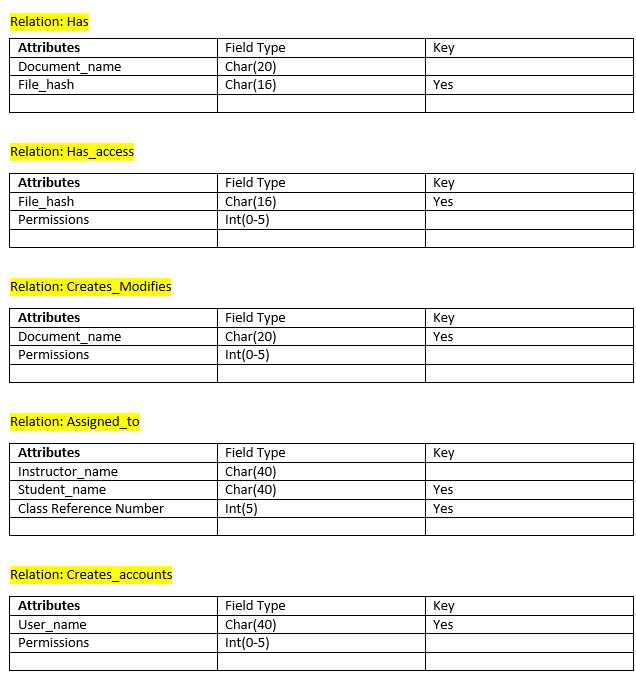 Relation: Has
Attributes Field Type Key
Document_name Char(20)
File_hash Char(16) Yes
Relation: Has_access
Attributes Field Type Key
File_hash Char(16) Yes
Permissions Int(0-5)
Relation: Creates_Modifies
Attributes Field Type Key
Document_name Char(20) Yes
Permissions Int(0-5)
Relation: Assigned_to
Attributes Field Type Key
Instructor_name Char(40)
Student_name Char(40) Yes
Class Reference Number Int(5) Yes
Relation: Creates_accounts
Attributes Field Type Key
User_name Char(40) Yes
Permissions Int(0-5)